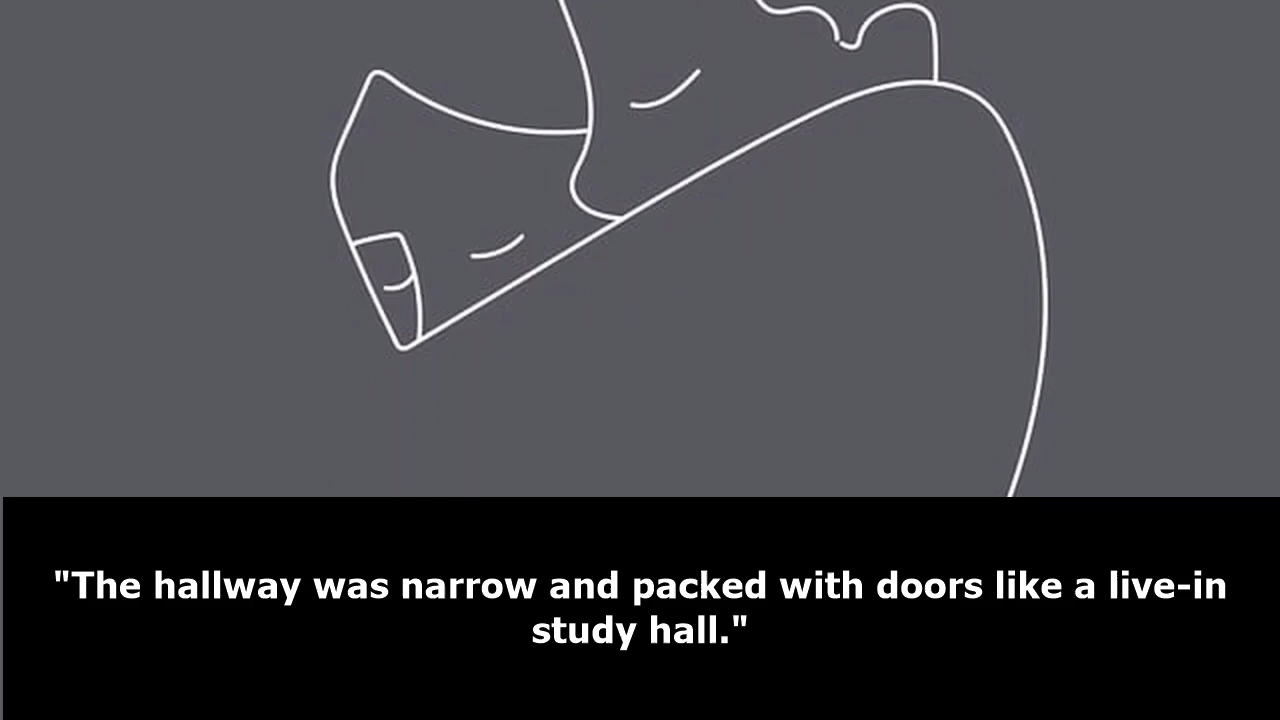 "The hallway was narrow and packed with doors like a live-in
study hall."